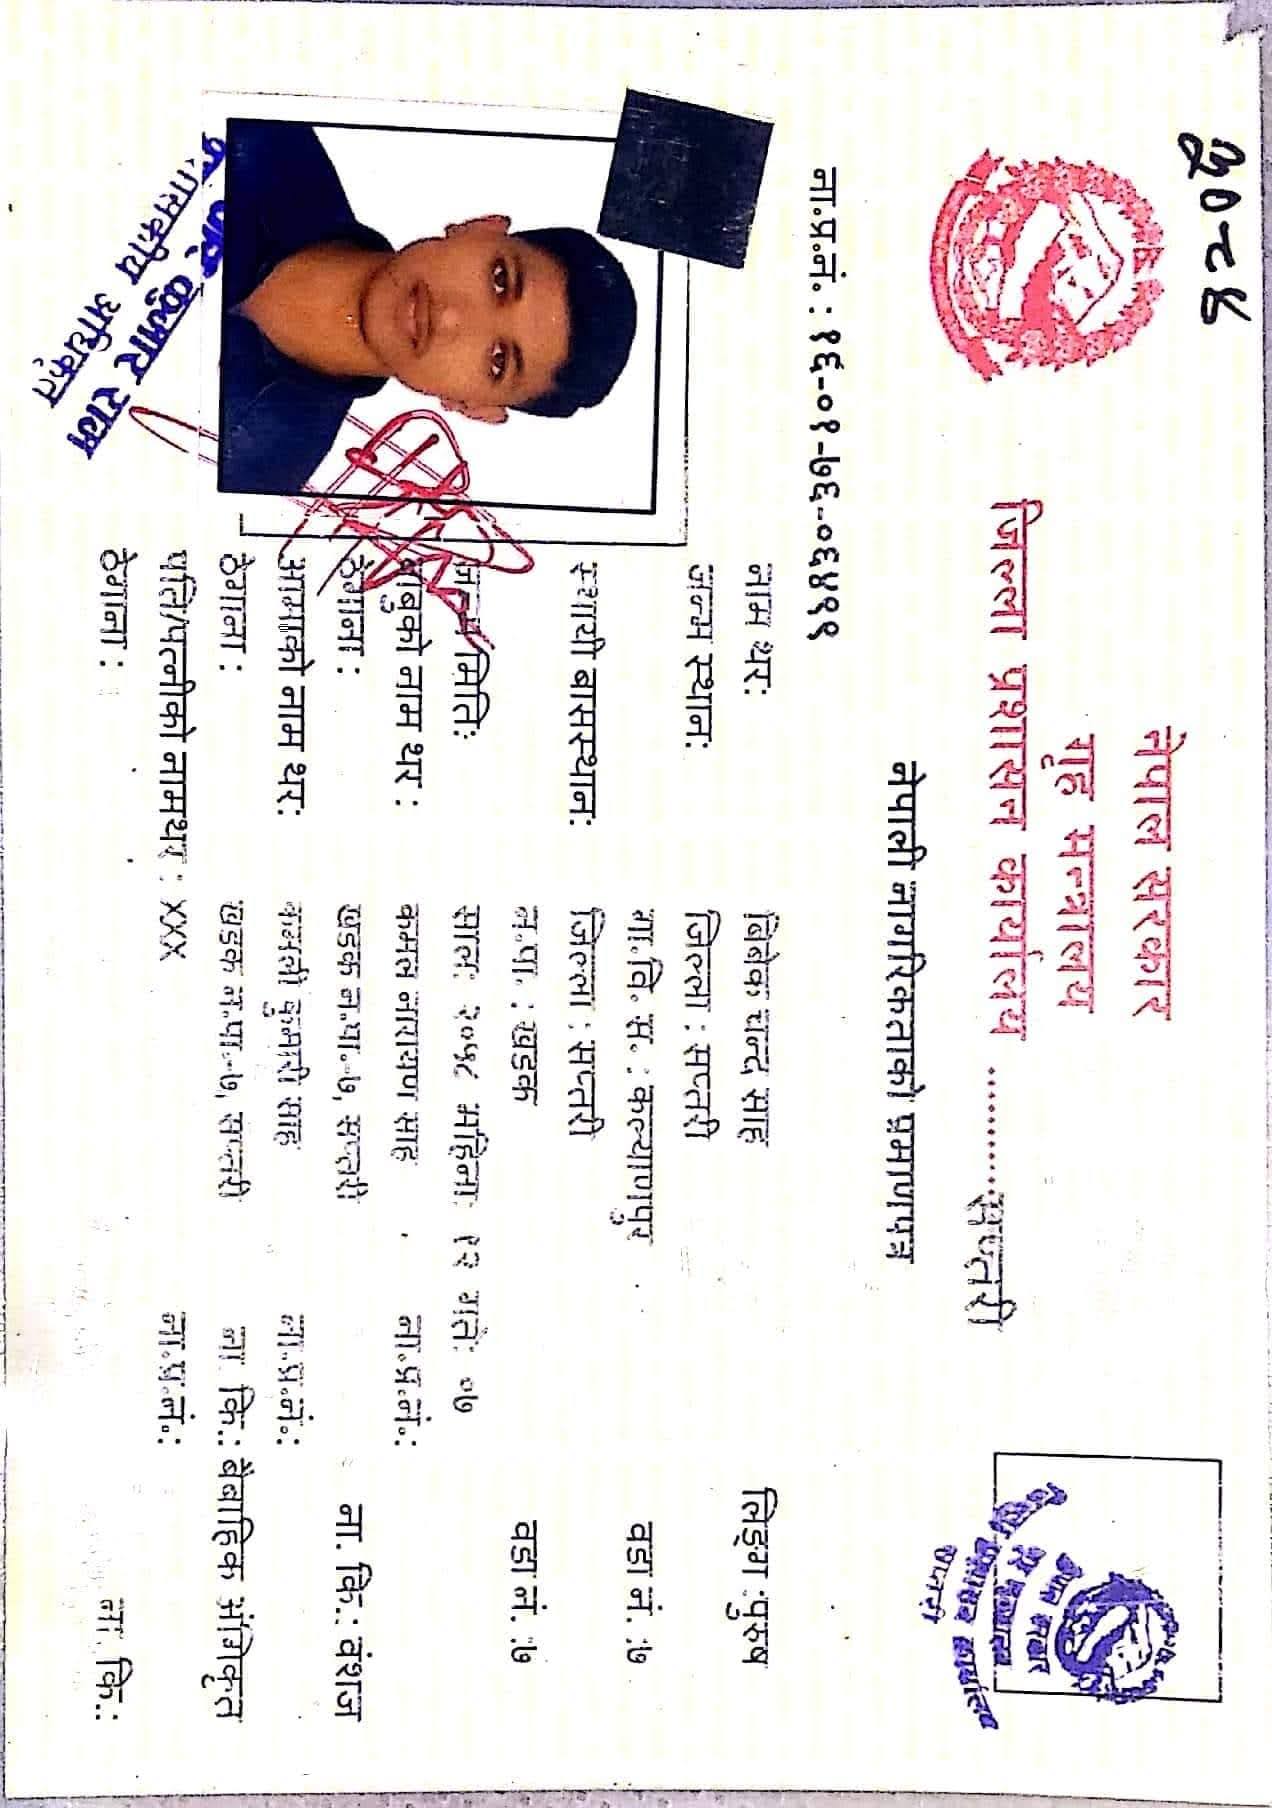 ३०८४
नेपाल सरकार
गृह मन्त्रालय
जिल्ला प्रशासन कार्यालय ..........सप्तरी
नेपाल सरकार
गृह मन्त्रालय
जिल्ला प्रशासन कार्यालय
सप्तरी
नेपाली नागरिकताको प्रमाणपत्र
ना.प्र.नं. : १६-०१-७६-०६४९९
नाम थर: बिबेक चन्द साह लिङ्ग :पुरुष
जन्म स्थान: जिल्ला : सप्तरी
गा.वि. स. : कल्याणपुर वडा नं. :७
स्थायी बासस्थान: जिल्ला : सप्तरी
न.पा. : खडक वडा नं. :७
जन्म मिति: साल: २०५८ महिना: १२ गते: ०७
बाबुको नाम थर : कमल नारायण साह ना.प्र.नं.:
ठेगाना : खडक न.पा.-७, सप्तरी ना. कि.: वंशज
आमाको नाम थर: कमली कुमारी साह ना.प्र.नं.:
ठेगाना : खडक न.पा.-७, सप्तरी ना. कि.: बैबाहिक अंगिकृत
पति/पत्नीको नामथर : XXX ना.प्र.नं.:
ठेगाना : ना. कि.:
कुमार राम
प्रशासकीय अधिकृत